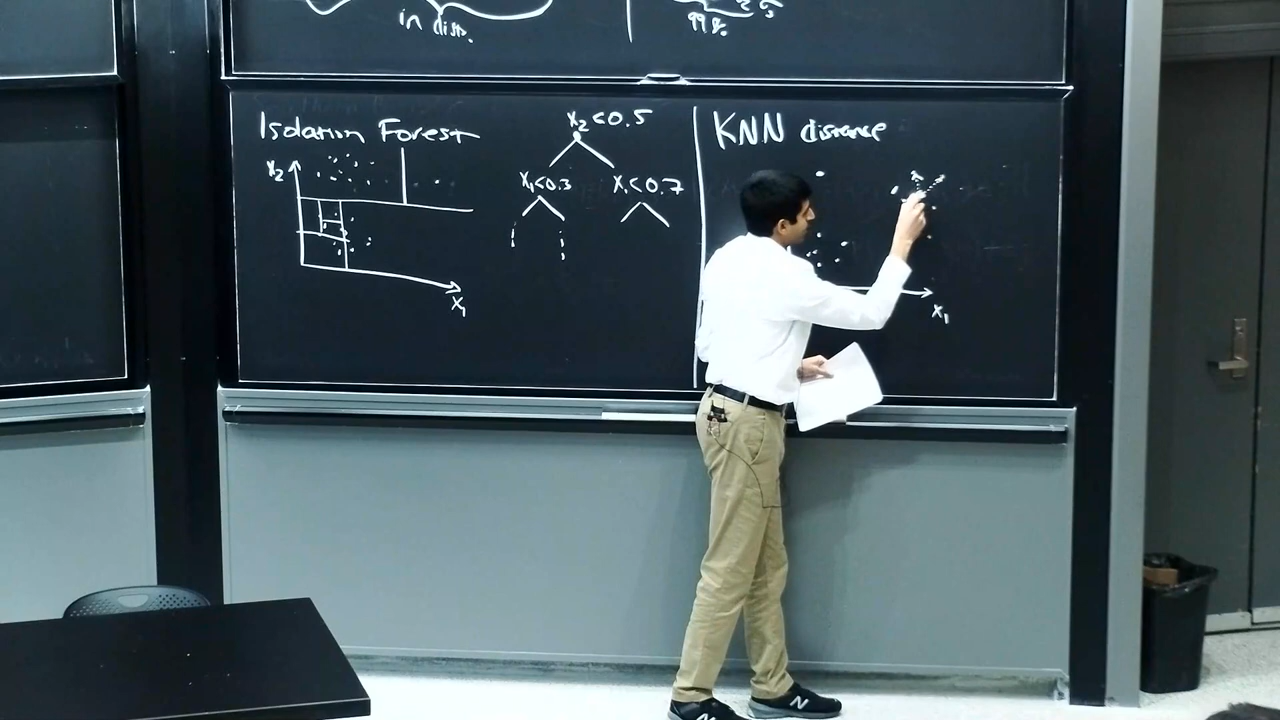 in dist.
99%
Isolation Forest
x₂<0.5
KNN distance
x₂
x₁<0.3
x₁<0.7
x₁
x₁
N